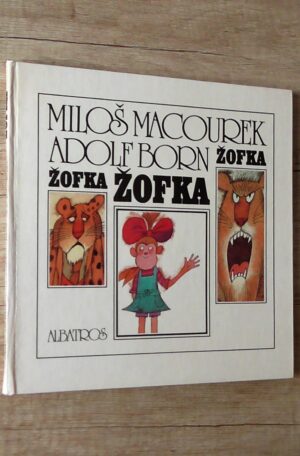 MILOŠ MACOUREK
ADOLF BORN ŽOFKA
ŽOFKA ŽOFKA
ALBATROS